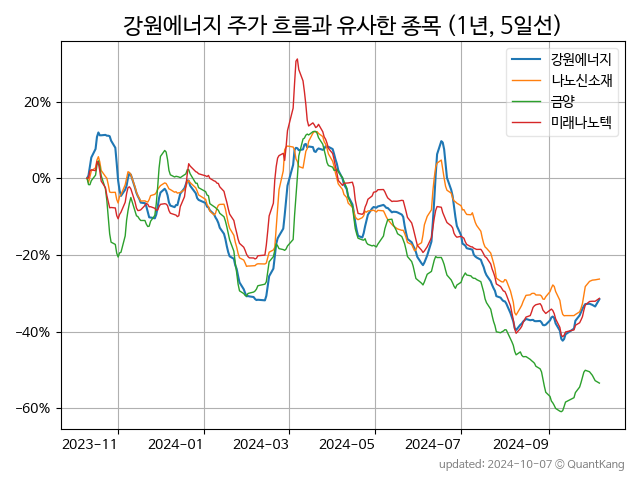 강원에너지 주가 흐름과 유사한 종목 (1년, 5일선)
강원에너지
나노신소재
금양
미래나노텍
20%
0%
−20%
−40%
−60%
2023-11
2024-01
2024-03
2024-05
2024-07
2024-09
updated: 2024-10-07 © QuantKang